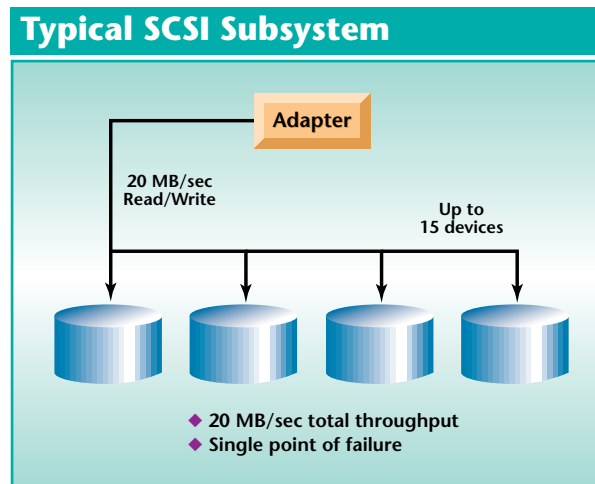 Typical SCSI Subsystem
Adapter
20 MB/sec
Read/Write
Up to
15 devices
◆ 20 MB/sec total throughput
◆ Single point of failure